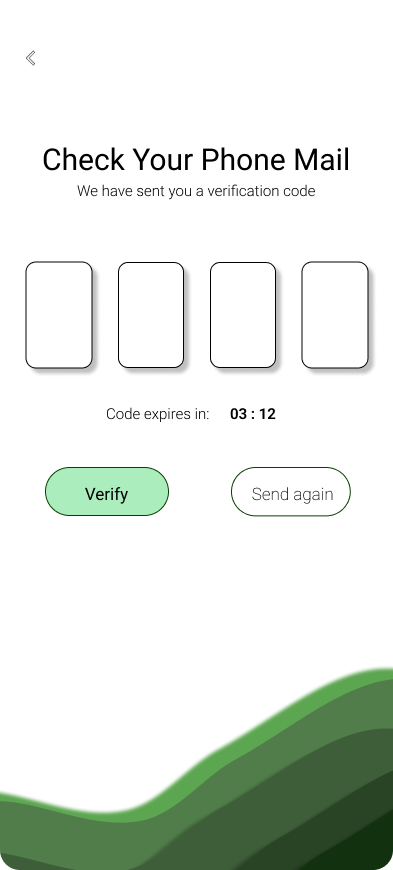 Check Your Phone Mail
We have sent you a verification code
Code expires in: 03 : 12
Verify
Send again